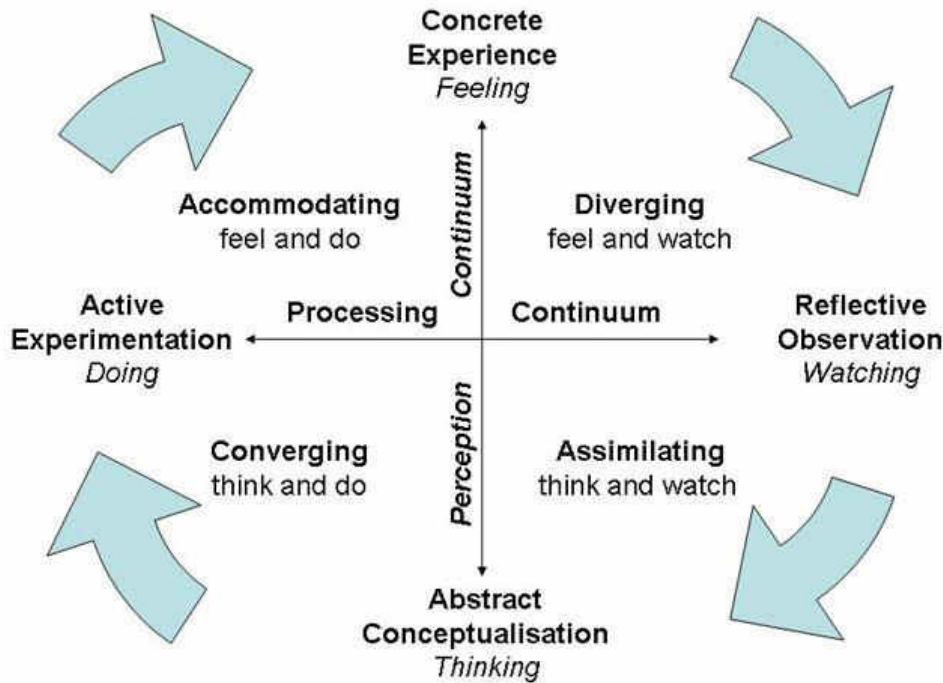 Concrete
Experience
Feeling
Continuum
Accommodating
feel and do
Diverging
feel and watch
Active
Experimentation
Doing
Processing
Continuum
Reflective
Observation
Watching
Perception
Converging
think and do
Assimilating
think and watch
Abstract
Conceptualisation
Thinking